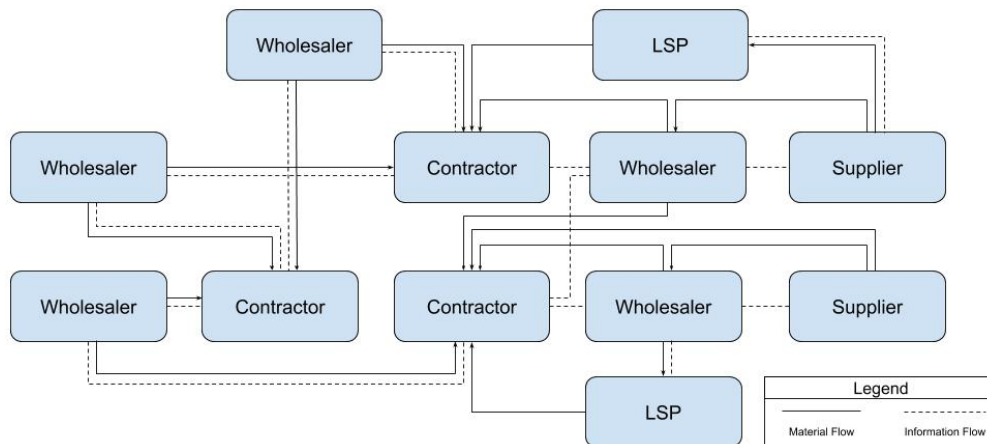 Wholesaler
LSP
Wholesaler
Contractor
Wholesaler
Supplier
Wholesaler
Contractor
Contractor
Wholesaler
Supplier
LSP
Legend
Material Flow
Information Flow